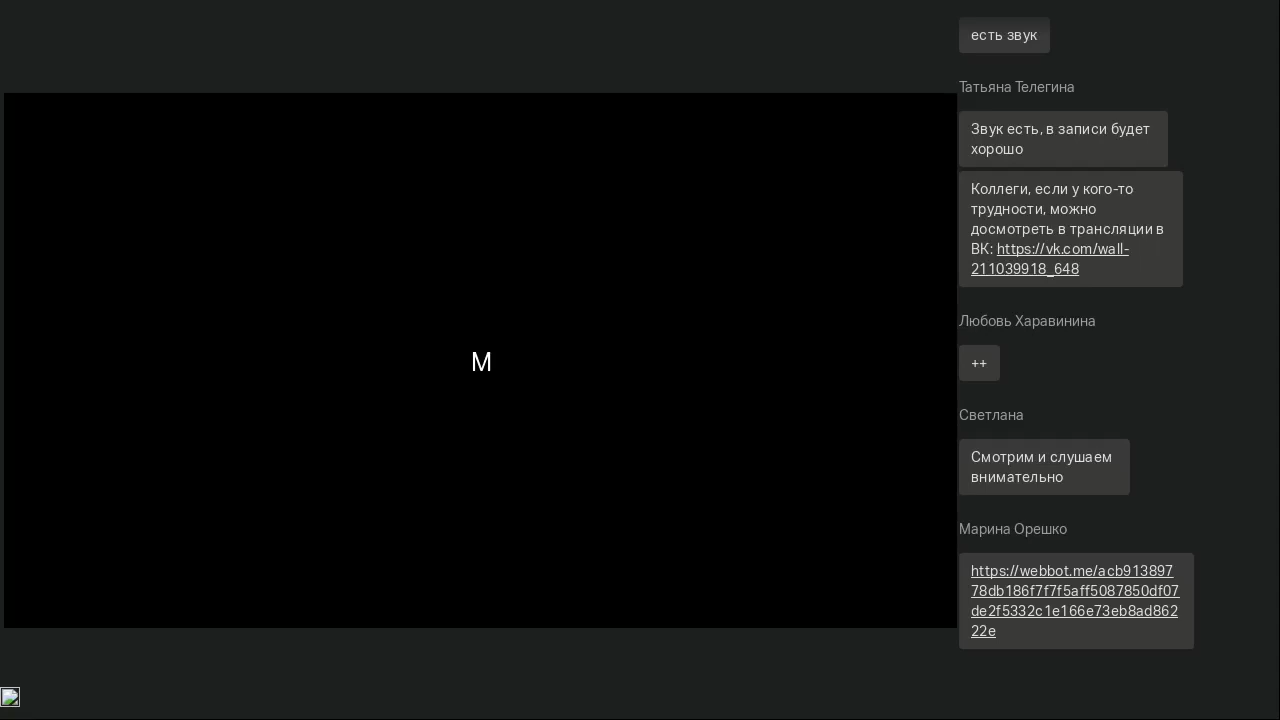 есть звук
Татьяна Телегина
Звук есть, в записи будет
хорошо
Коллеги, если у кого-то
трудности, можно
досмотреть в трансляции в
ВК: https://vk.com/wall-
211039918_648
Любовь Харавинина
++
М
Светлана
Смотрим и слушаем
внимательно
Марина Орешко
https://webbot.me/acb913897
78db186f7f7f5aff5087850df07
de2f5332c1e166e73eb8ad862
22e